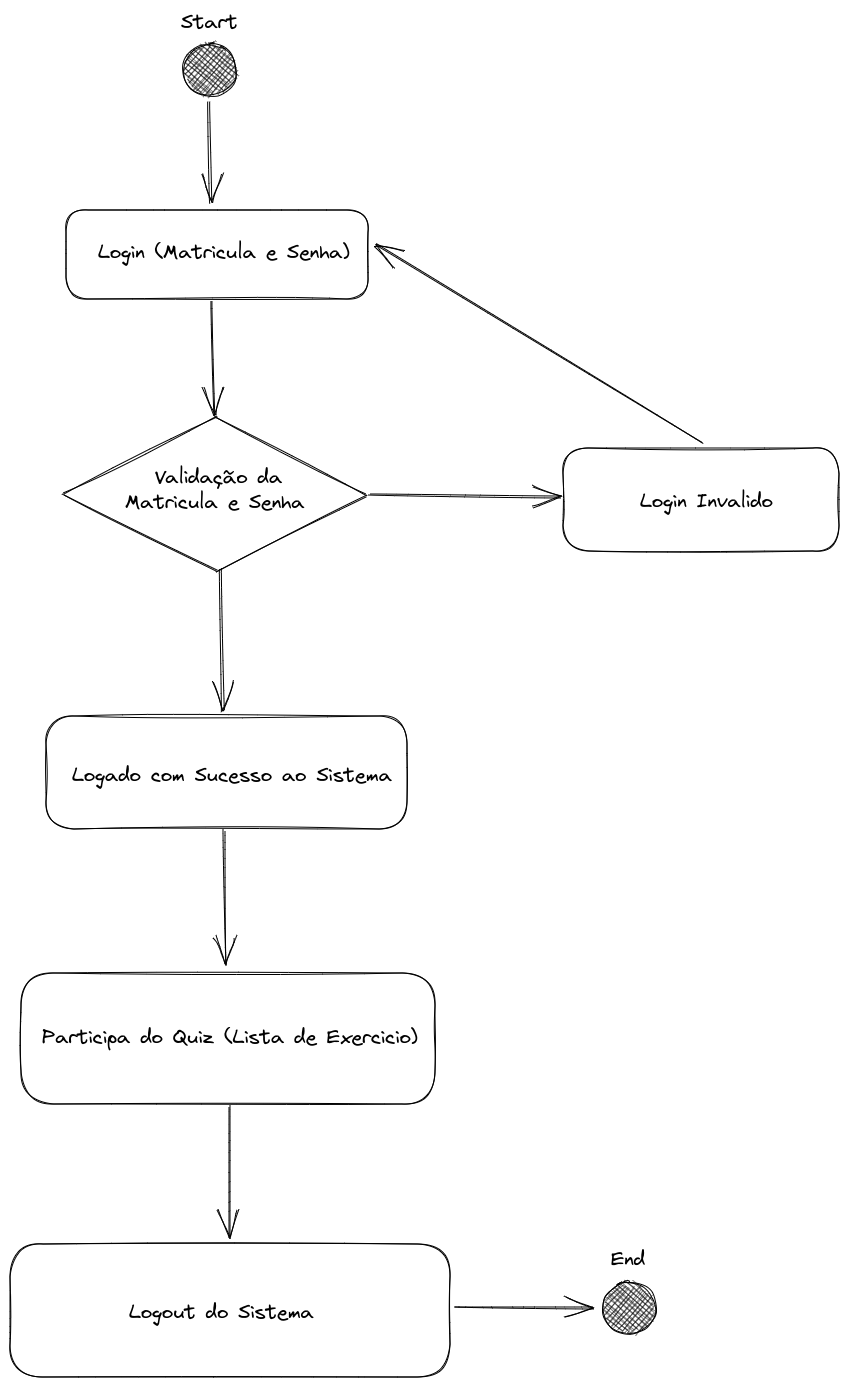 Start
Login (Matricula e Senha)
Validação da
Matricula e Senha
Login Invalido
Logado com Sucesso ao Sistema
Participa do Quiz (Lista de Exercicio)
End
Logout do Sistema